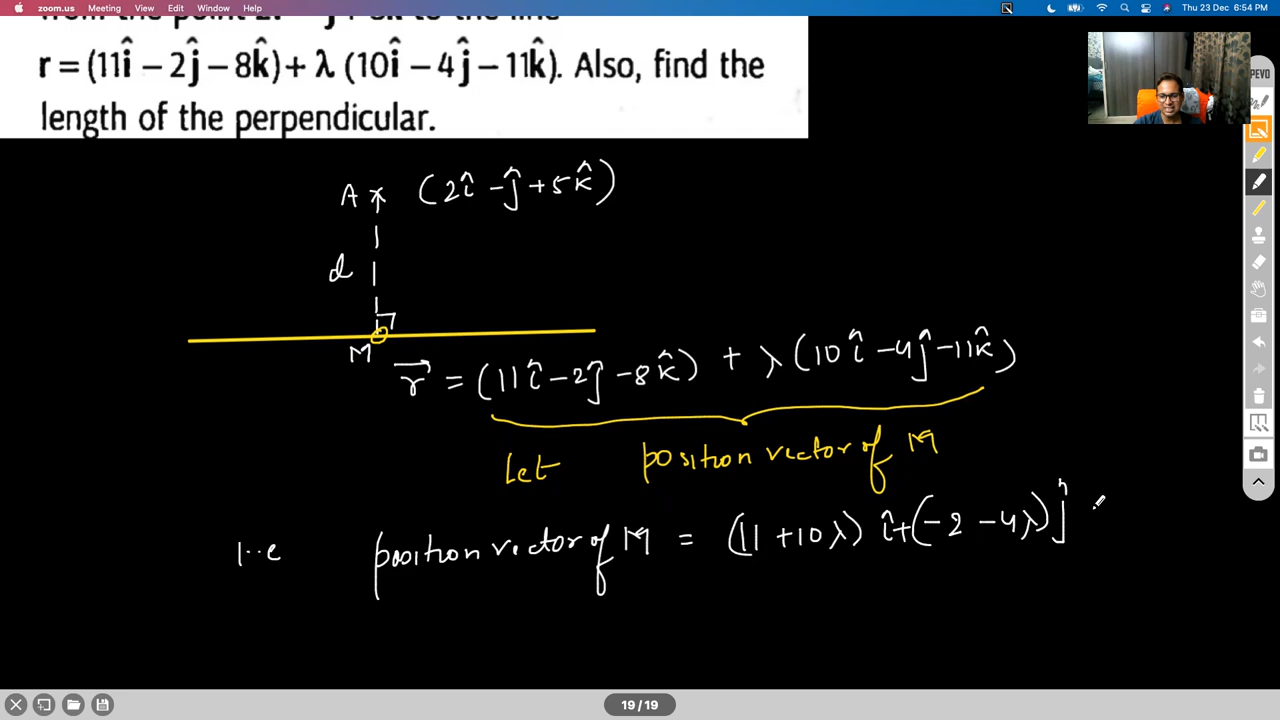 zoom.us Meeting View Edit Window Help Thu 23 Dec 6:54 PM
r = (11î − 2ĵ − 8k̂) + λ (10î − 4ĵ − 11k̂). Also, find the
length of the perpendicular.
A (2î − ĵ + 5k̂)
d
M
r⃗ = (11î − 2ĵ − 8k̂) + λ(10î − 4ĵ − 11k̂)
Let position vector of M
i.e position vector of M = (11 + 10λ) î + (−2 − 4λ) ĵ
19 / 19